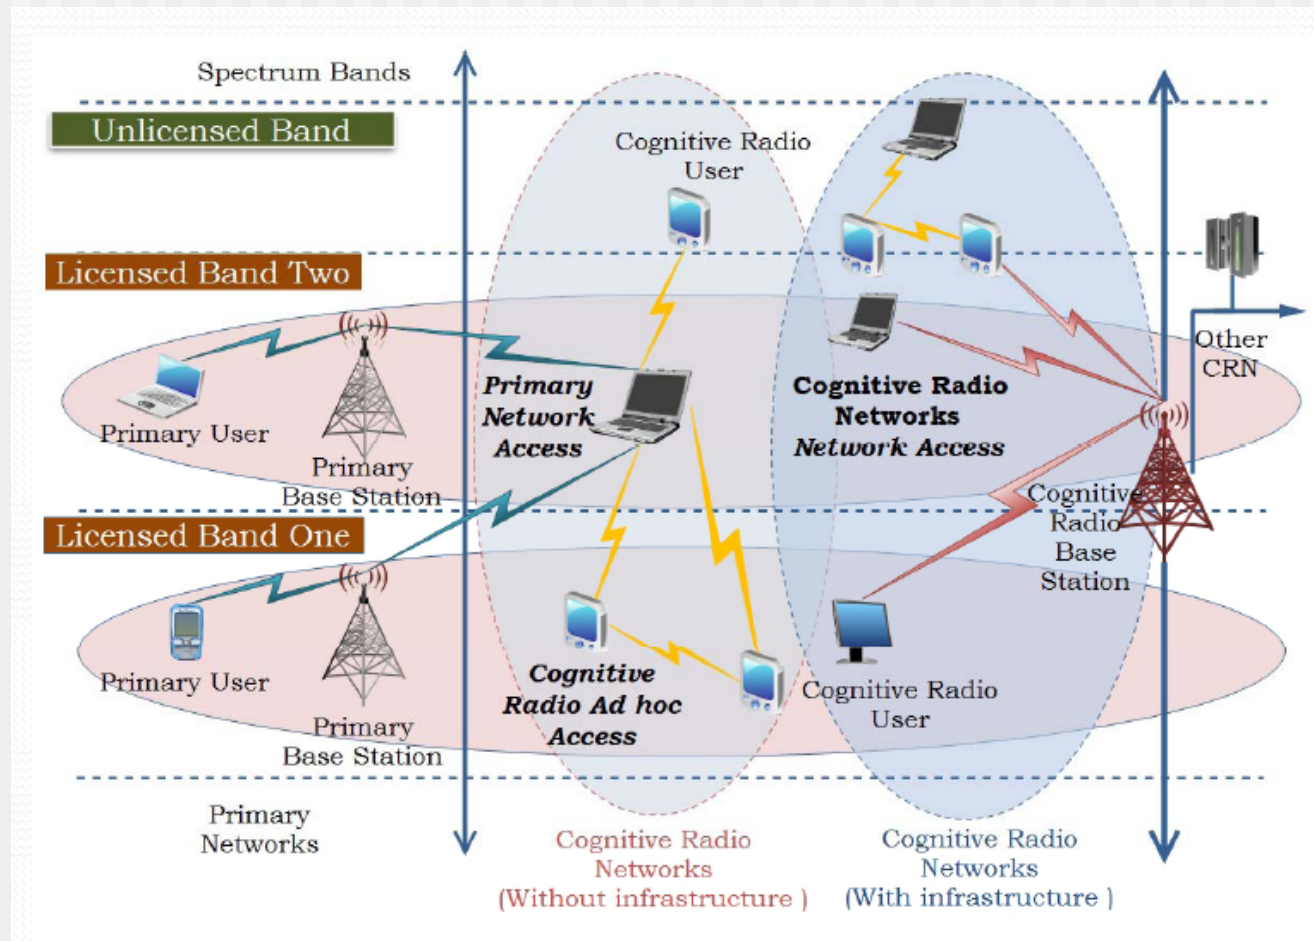 Spectrum Bands
Unlicensed Band
Cognitive Radio
User
Licensed Band Two
Other
CRN
Primary
Network
Access
Cognitive Radio
Networks
Network Access
Primary User
Primary
Base Station
Cognitive
Radio
Base
Station
Licensed Band One
Primary User
Cognitive
Radio Ad hoc
Access
Cognitive Radio
User
Primary
Base Station
Primary
Networks
Cognitive Radio
Networks
(Without infrastructure )
Cognitive Radio
Networks
(With infrastructure )